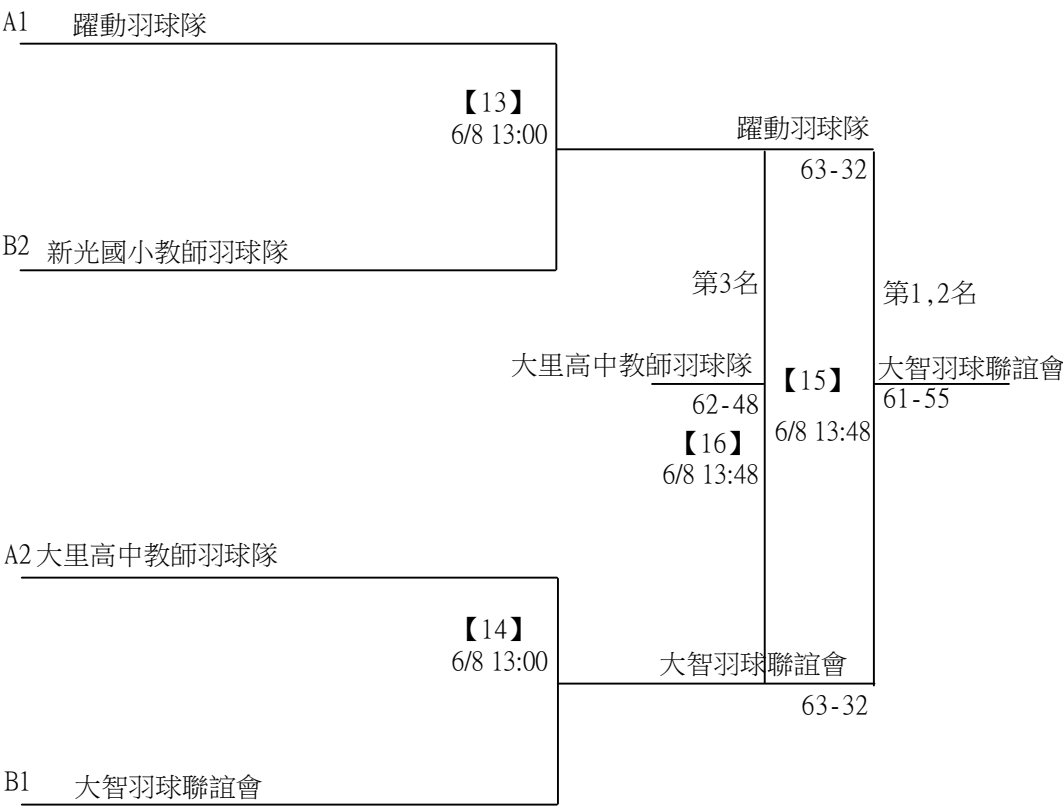 A1 躍動羽球隊
【13】
6/8 13:00
躍動羽球隊
63-32
B2 新光國小教師羽球隊
第3名
第1,2名
大里高中教師羽球隊
【15】
大智羽球聯誼會
62-48
61-55
6/8 13:48
【16】
6/8 13:48
A2 大里高中教師羽球隊
【14】
6/8 13:00
大智羽球聯誼會
63-32
B1 大智羽球聯誼會